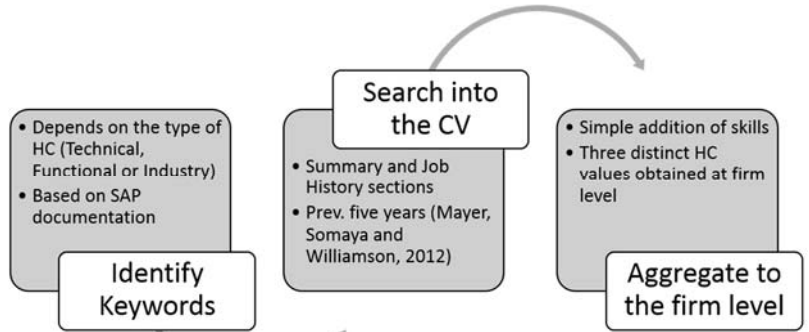 • Depends on the type of
HC (Technical,
Functional or Industry)
• Based on SAP
documentation
Identify
Keywords
Search into
the CV
• Summary and Job
History sections
• Prev. five years (Mayer,
Somaya and
Williamson, 2012)
• Simple addition of skills
• Three distinct HC
values obtained at firm
level
Aggregate to
the firm level